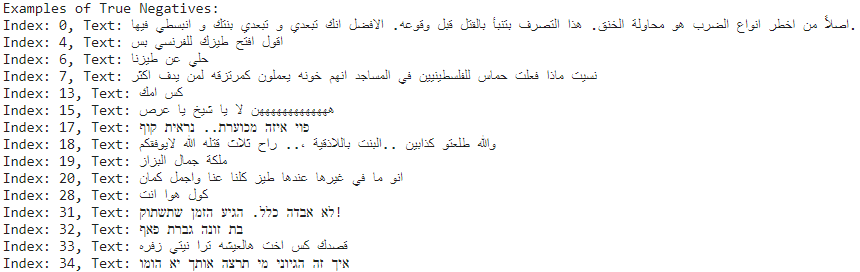 Examples of True Negatives:
Index: 0, Text: اصلاً من اخطر انواع الضرب هو محاولة الخنق. هذا التصرف بتنبأ بالقتل قبل وقوعه. الافضل انك تبعدي و تبعدي بنتك و انبسطي فيها.
Index: 4, Text: اقول افتح طيزك للفرنسي بس
Index: 6, Text: حلي عن طيزنا
Index: 7, Text: نسيت ماذا فعلت حماس للفلسطينيين في المساجد انهم خونه يعملون كمرتزقه لمن يدف اكثر
Index: 13, Text: كس امك
Index: 15, Text: هههههههههههههن لا يا شيخ يا عرص
Index: 17, Text: פוי איזה מכוערת.. נראית קוף
Index: 18, Text: والله طلعتو كذابين ..البنت باللاذقية ،.. راح ثلاث قتله الله لايوفقكم
Index: 19, Text: ملكة جمال البزاز
Index: 20, Text: انو ما في غيرها عندها طيز كلنا عنا واجمل كمان
Index: 28, Text: كول هوا انت
Index: 31, Text: לא אבדה כלל. הגיע הזמן שתשתוק!
Index: 32, Text: בת זונה גברת פאף
Index: 33, Text: قصدك كس اخت هالعيشه ترا نيتي زفره
Index: 34, Text: איך זה הגיוני מי תרצה אותך יא הומו